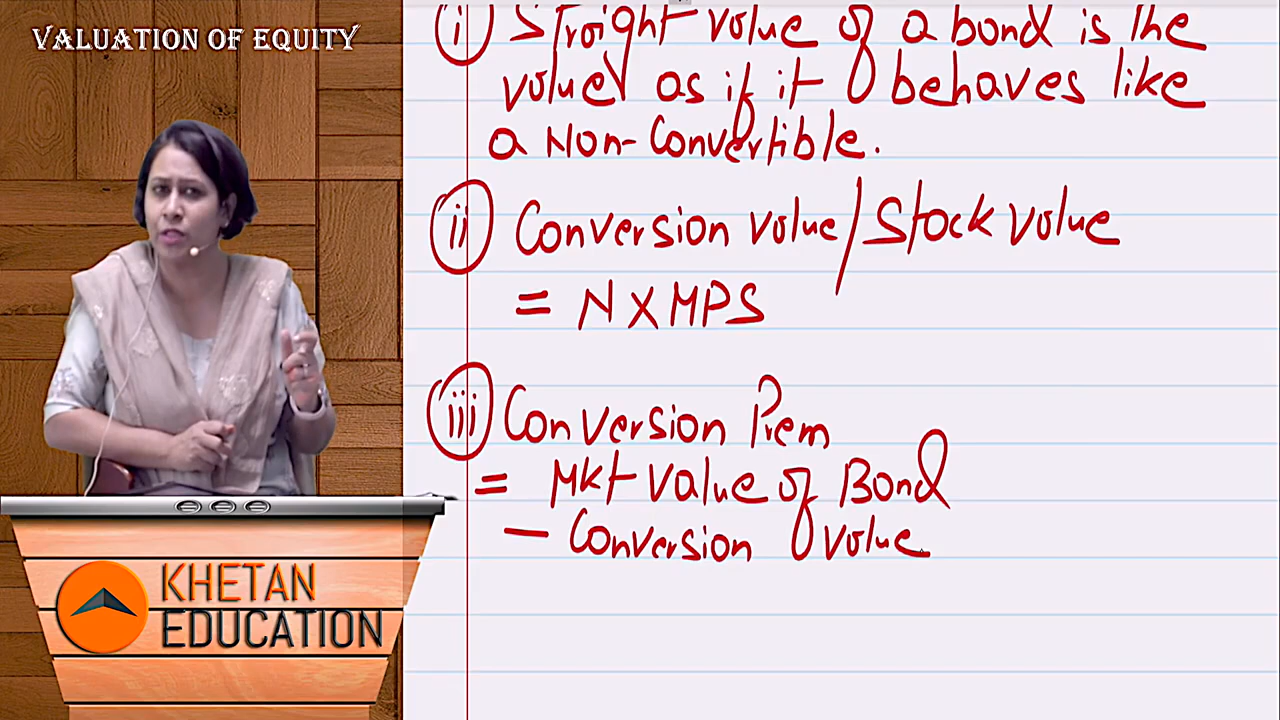 VALUATION OF EQUITY
(i) Straight value of a bond is the
value as if it behaves like
a Non-Convertible.
(ii) Conversion value/Stock value
= N X MPS
(iii) Conversion Prem
= Mkt value of Bond
- Conversion value
KHETAN
EDUCATION